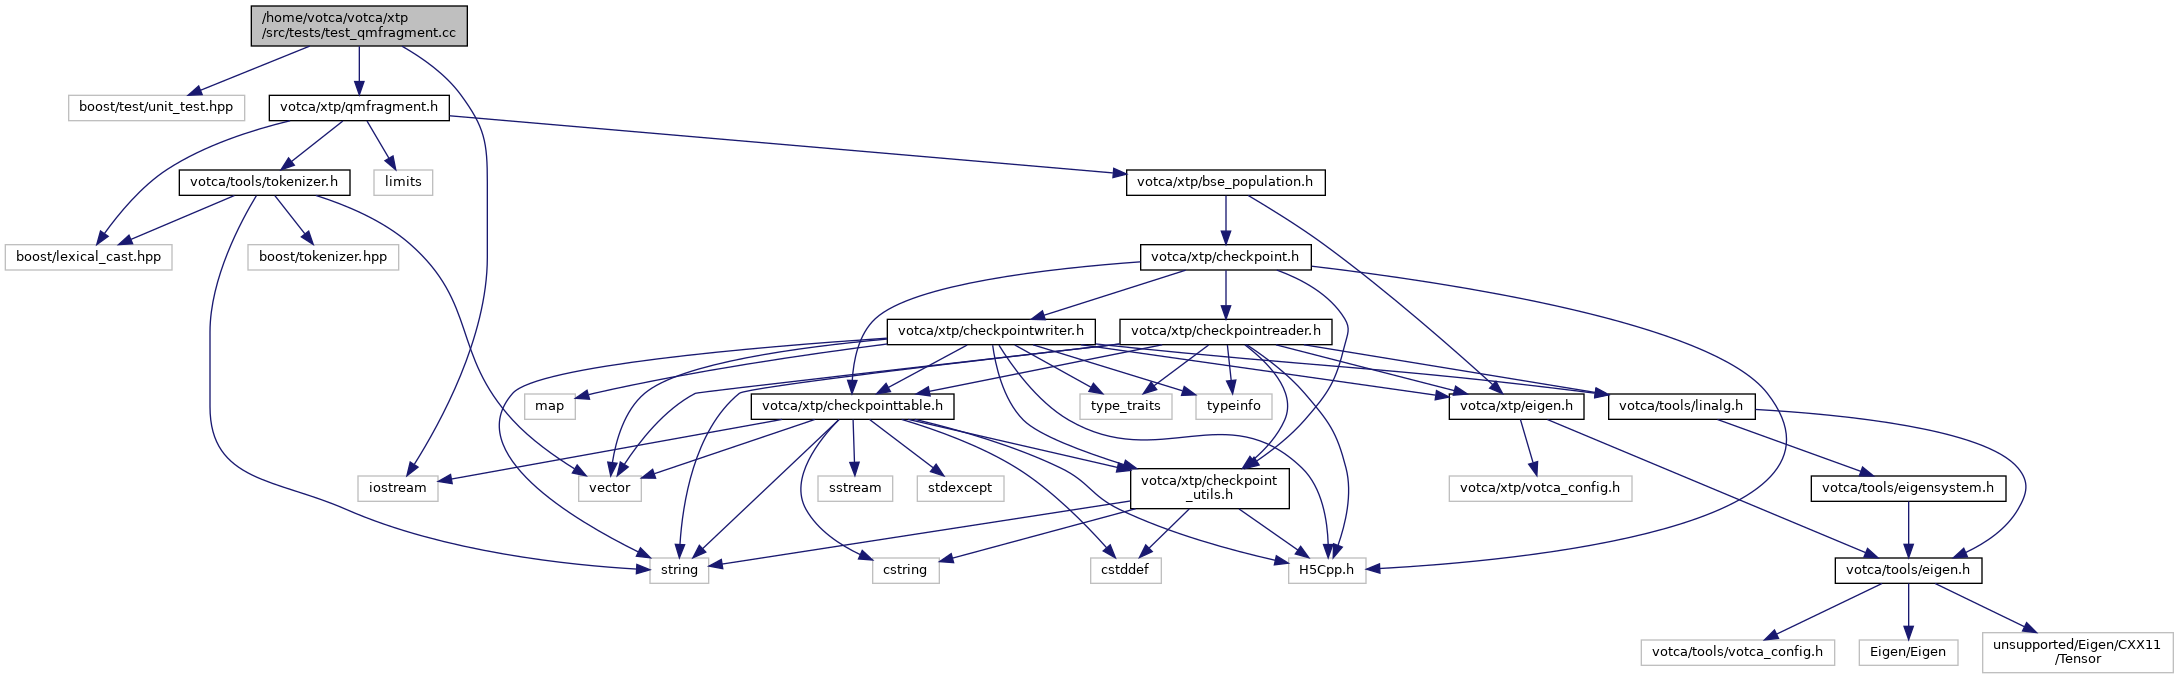 /home/votca/votca/xtp
/src/tests/test_qmfragment.cc
boost/test/unit_test.hpp
votca/xtp/qmfragment.h
votca/tools/tokenizer.h
limits
votca/xtp/bse_population.h
boost/lexical_cast.hpp
boost/tokenizer.hpp
votca/xtp/checkpoint.h
votca/xtp/checkpointwriter.h
votca/xtp/checkpointreader.h
map
votca/xtp/checkpointtable.h
type_traits
typeinfo
votca/xtp/eigen.h
votca/tools/linalg.h
iostream
vector
sstream
stdexcept
votca/xtp/checkpoint
_utils.h
votca/xtp/votca_config.h
votca/tools/eigensystem.h
string
cstring
cstddef
H5Cpp.h
votca/tools/eigen.h
votca/tools/votca_config.h
Eigen/Eigen
unsupported/Eigen/CXX11
/Tensor